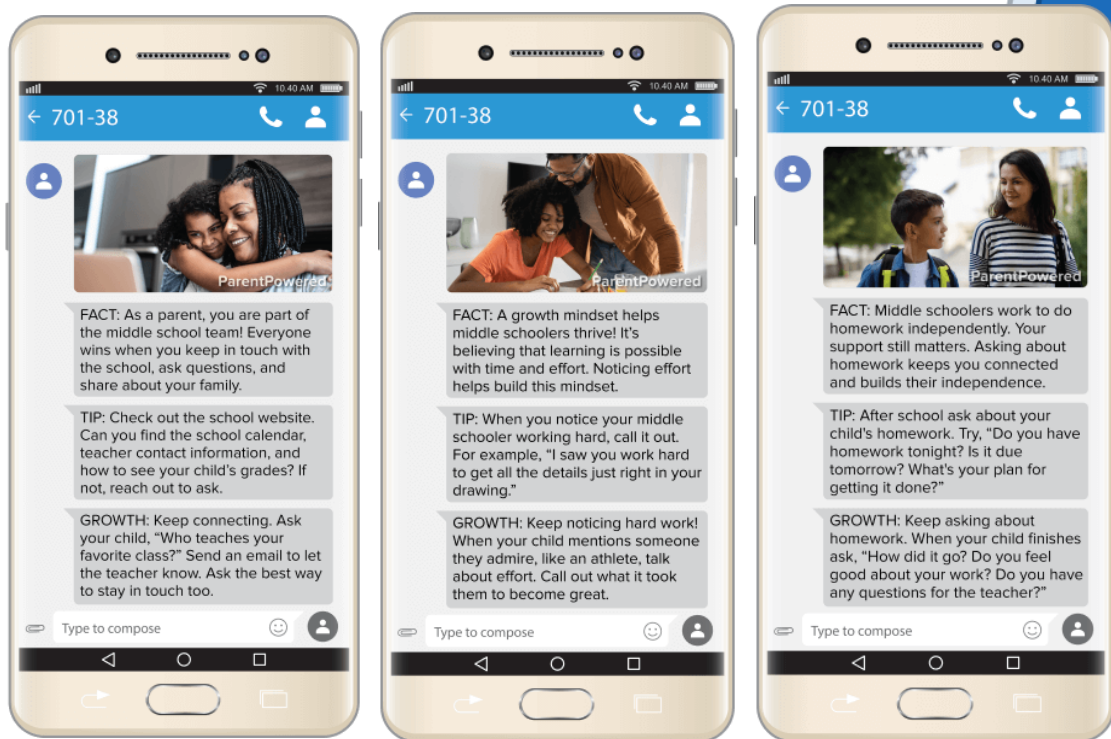 10.40 AM
701-38
ParentPowered
FACT: As a parent, you are part of
the middle school team! Everyone
wins when you keep in touch with
the school, ask questions, and
share about your family.
TIP: Check out the school website.
Can you find the school calendar,
teacher contact information, and
how to see your child’s grades? If
not, reach out to ask.
GROWTH: Keep connecting. Ask
your child, “Who teaches your
favorite class?” Send an email to let
the teacher know. Ask the best way
to stay in touch too.
Type to compose
10.40 AM
701-38
ParentPowered
FACT: A growth mindset helps
middle schoolers thrive! It’s
believing that learning is possible
with time and effort. Noticing effort
helps build this mindset.
TIP: When you notice your middle
schooler working hard, call it out.
For example, “I saw you work hard
to get all the details just right in your
drawing.”
GROWTH: Keep noticing hard work!
When your child mentions someone
they admire, like an athlete, talk
about effort. Call out what it took
them to become great.
Type to compose
10.40 AM
701-38
ParentPowered
FACT: Middle schoolers work to do
homework independently. Your
support still matters. Asking about
homework keeps you connected
and builds their independence.
TIP: After school ask about your
child's homework. Try, “Do you have
homework tonight? Is it due
tomorrow? What's your plan for
getting it done?”
GROWTH: Keep asking about
homework. When your child finishes
ask, “How did it go? Do you feel
good about your work? Do you have
any questions for the teacher?”
Type to compose